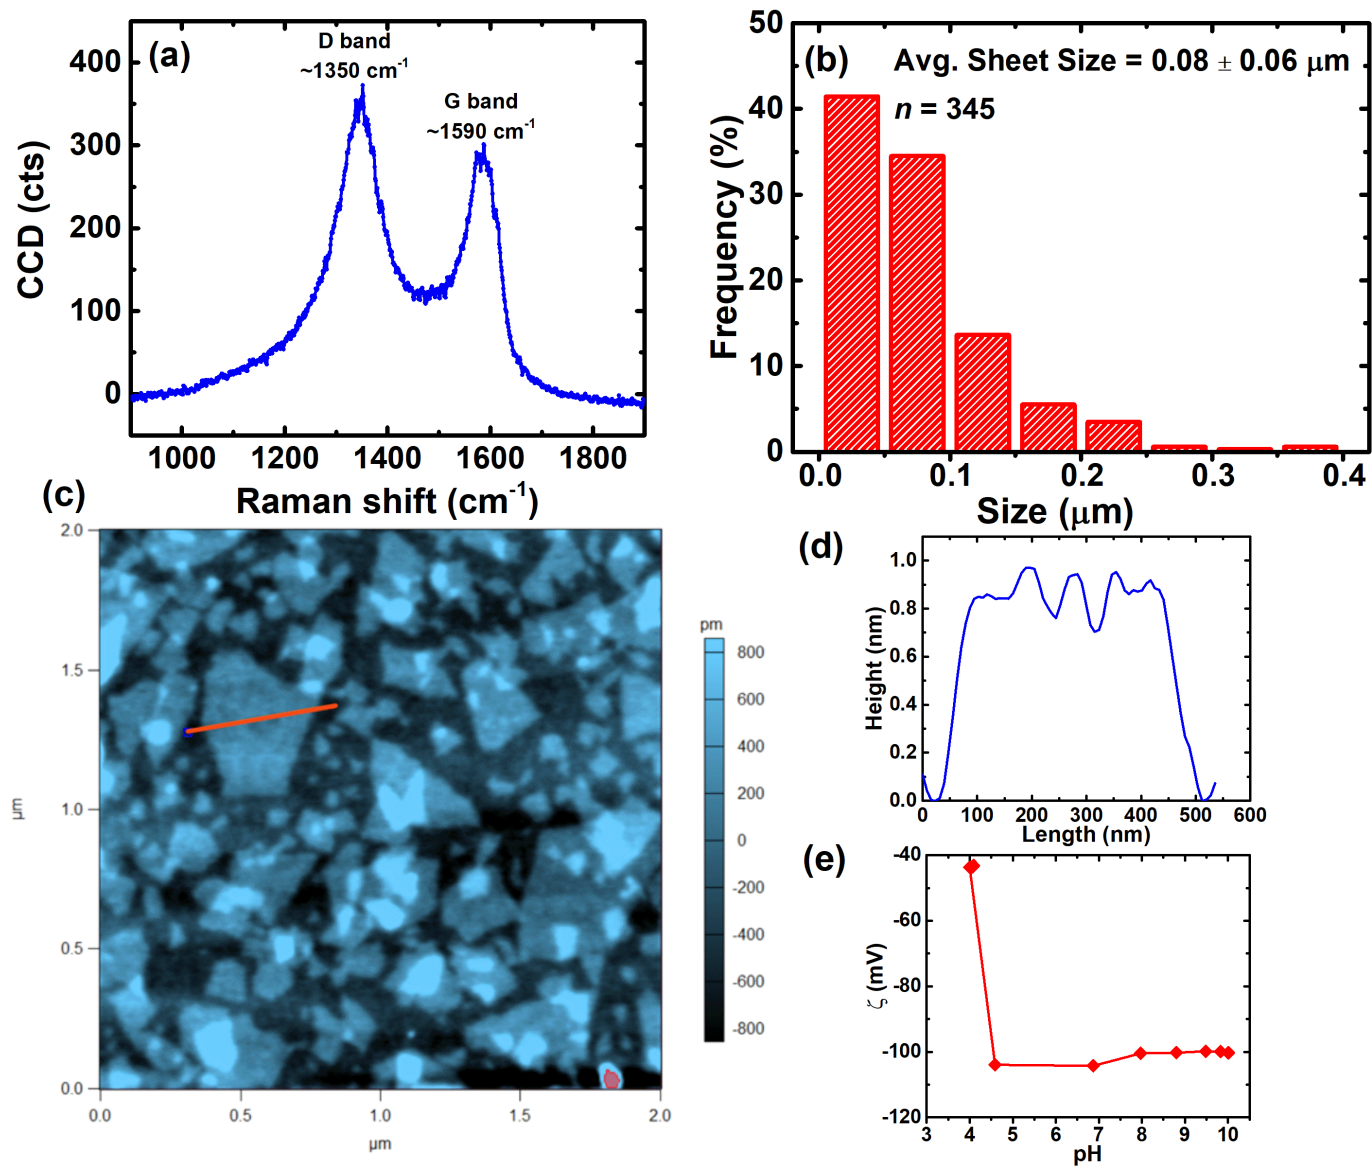 (a)
D band
~1350 cm-1
G band
~1590 cm-1
CCD (cts)
400
300
200
100
0
1000 1200 1400 1600 1800
Raman shift (cm-1)
(b) Avg. Sheet Size = 0.08 ± 0.06 μm
n = 345
Frequency (%)
50
40
30
20
10
0
0.0 0.1 0.2 0.3 0.4
Size (μm)
(c)
2.0
1.5
1.0
0.5
0.0
μm
0.0 0.5 1.0 1.5 2.0
μm
pm
800
600
400
200
0
-200
-400
-600
-800
(d)
Height (nm)
1.0
0.8
0.6
0.4
0.2
0.0
0 100 200 300 400 500 600
Length (nm)
(e)
ζ (mV)
-40
-60
-80
-100
-120
3 4 5 6 7 8 9 10
pH